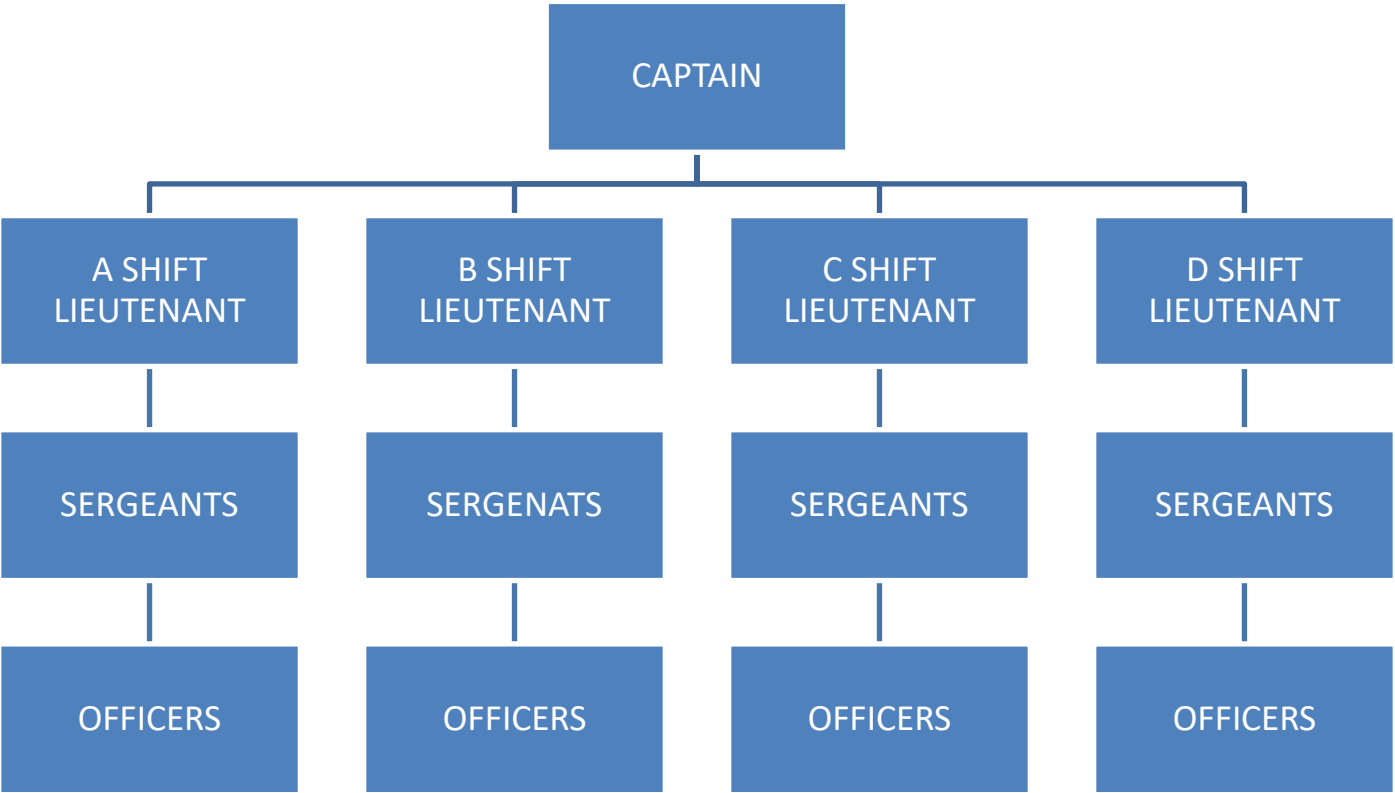 CAPTAIN
A SHIFT
LIEUTENANT
B SHIFT
LIEUTENANT
C SHIFT
LIEUTENANT
D SHIFT
LIEUTENANT
SERGEANTS
SERGENATS
SERGEANTS
SERGEANTS
OFFICERS
OFFICERS
OFFICERS
OFFICERS